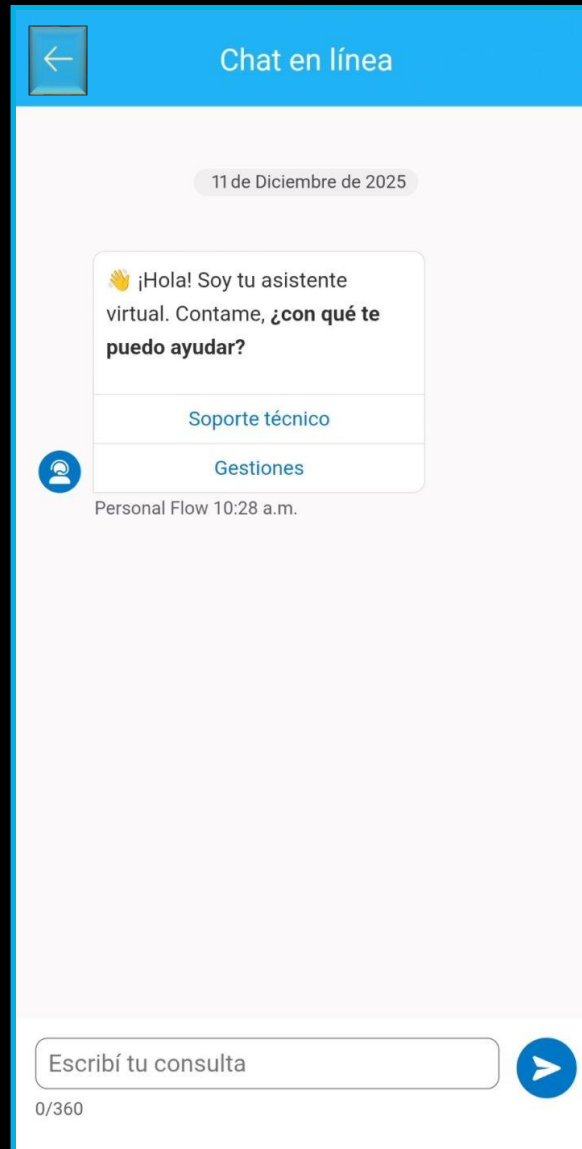 Chat en línea
11 de Diciembre de 2025
👋 ¡Hola! Soy tu asistente
virtual. Contame, ¿con qué te
puedo ayudar?
Soporte técnico
Gestiones
Personal Flow 10:28 a.m.
Escribí tu consulta
0/360